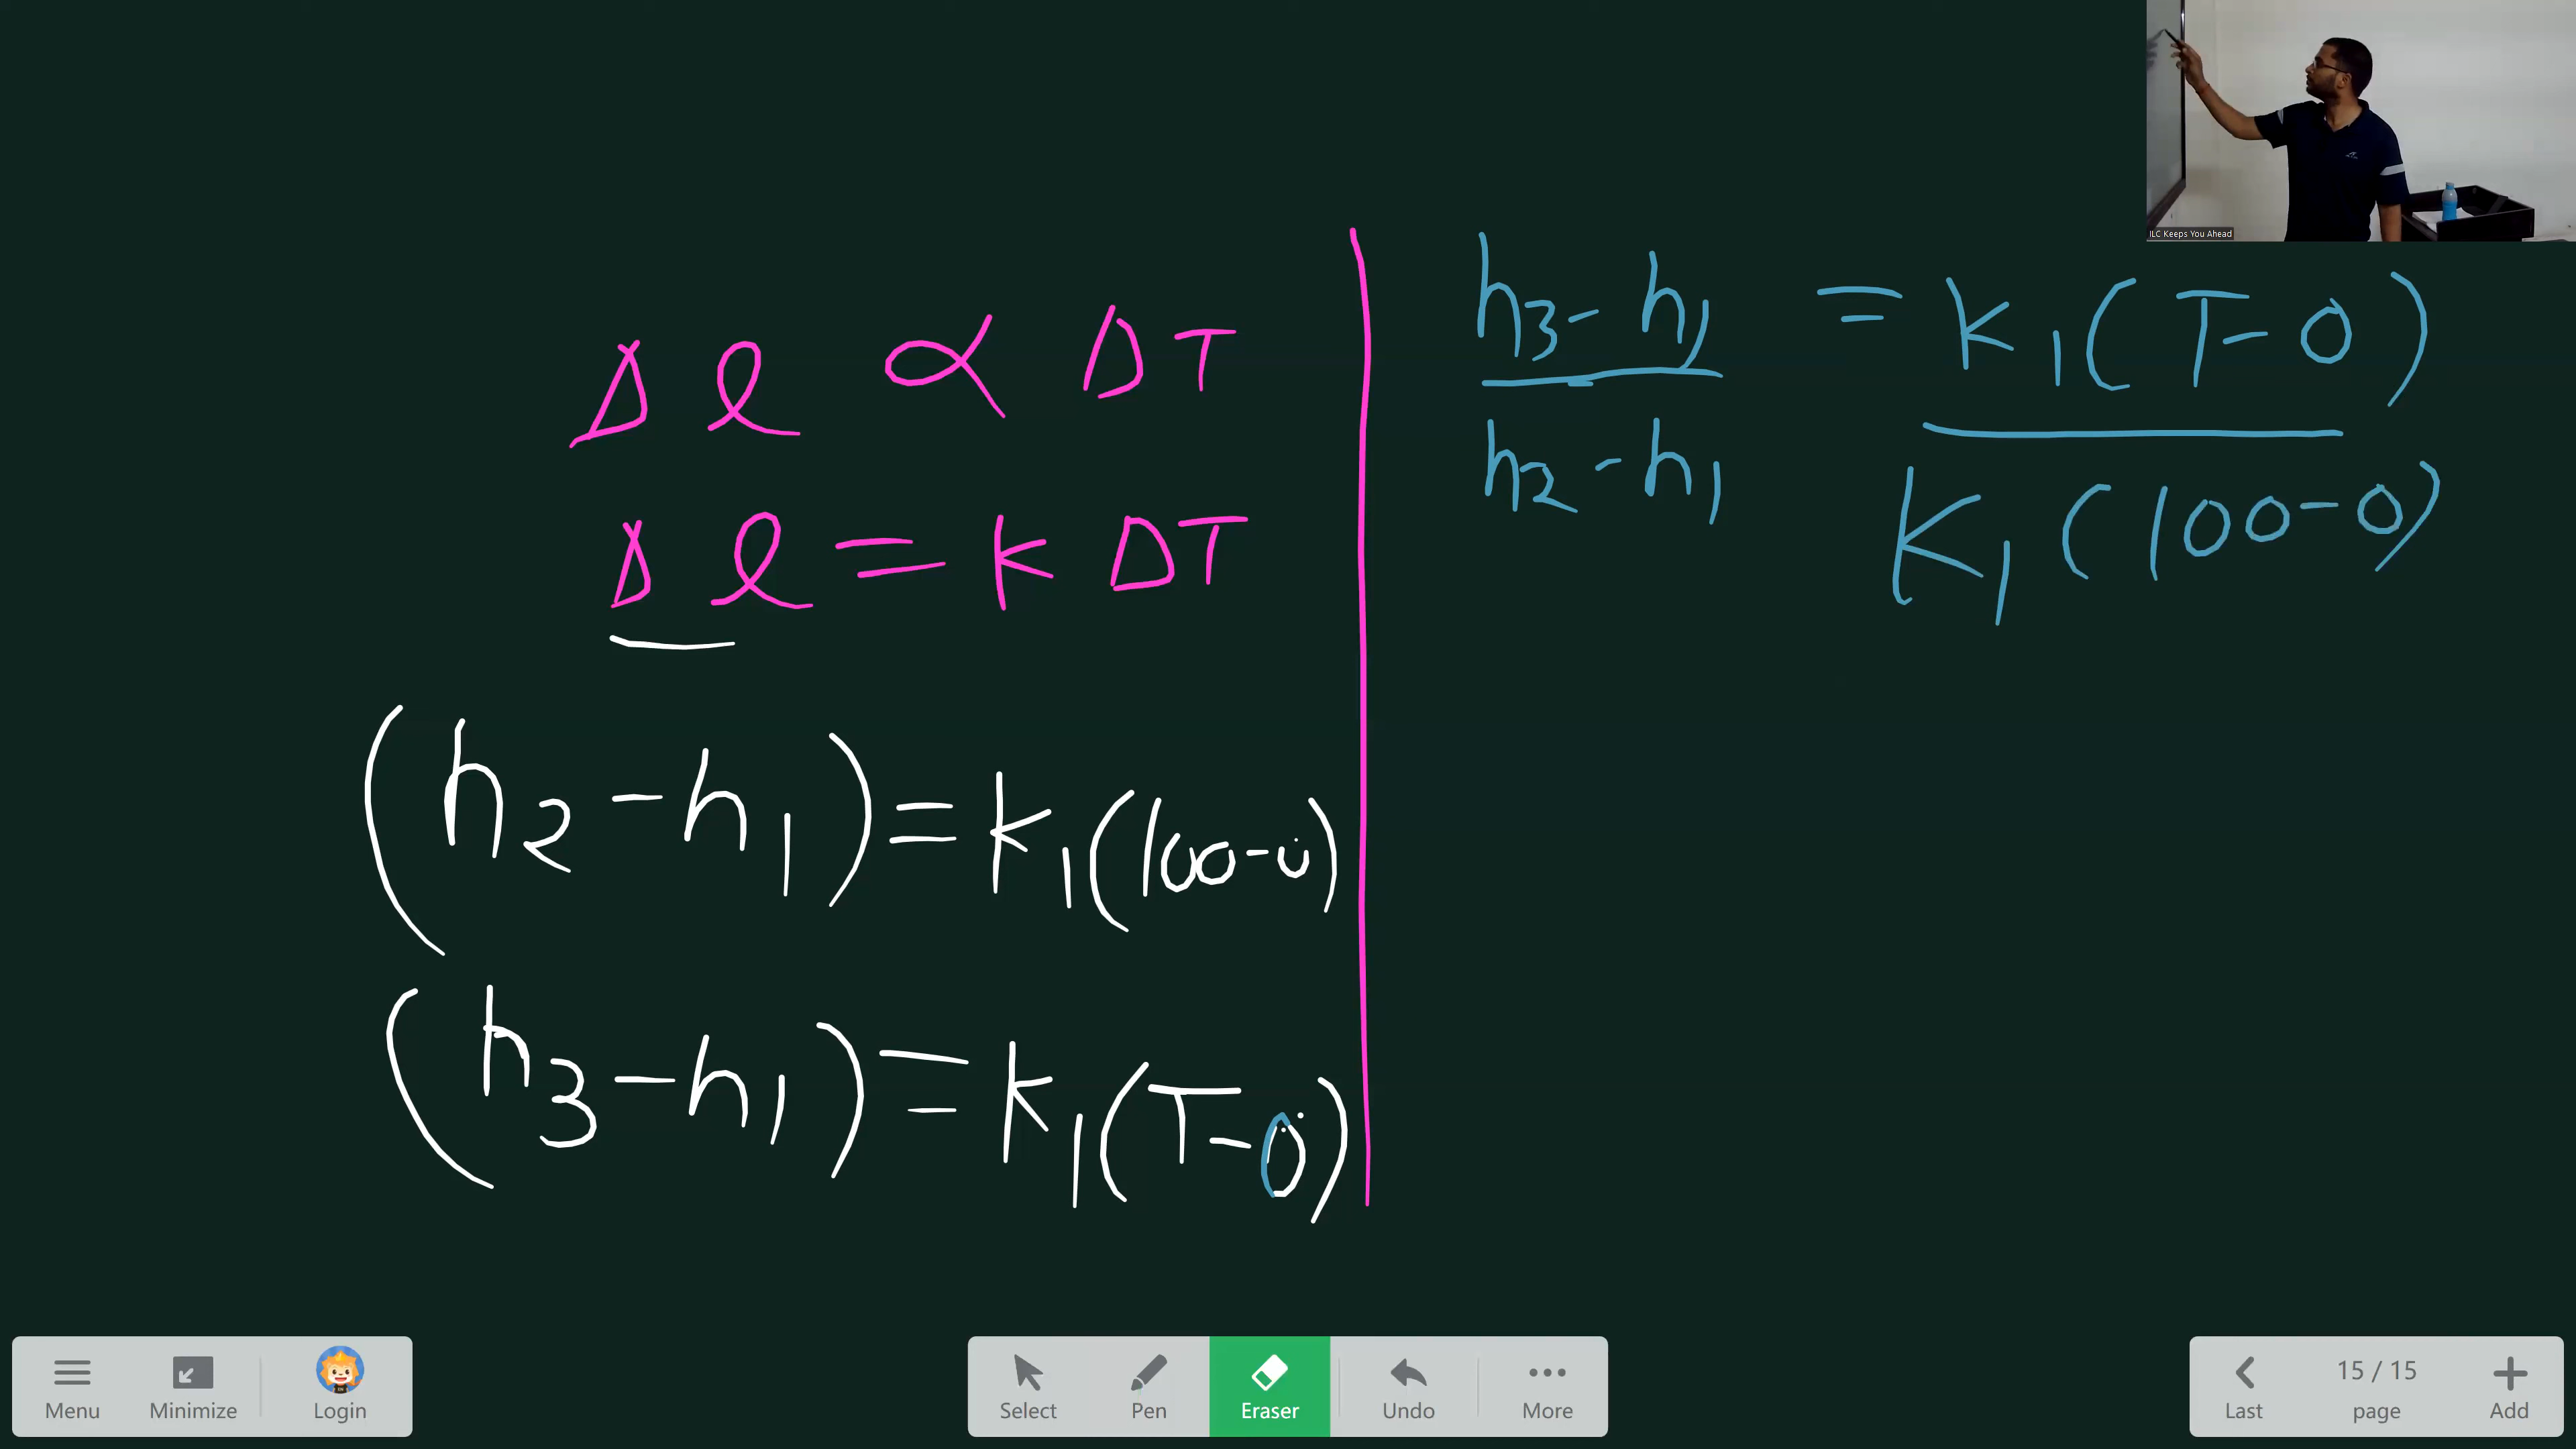 Δl ∝ ΔT
Δl = k ΔT
(h2 - h1) = k1(100-0)
(h3 - h1) = k1(T-0)
h3 - h1 = k1(T-0)
h2 - h1 K1(100-0)
ILC Keeps You Ahead
Menu Minimize Login
Select Pen Eraser Undo More
15 / 15
Last page Add